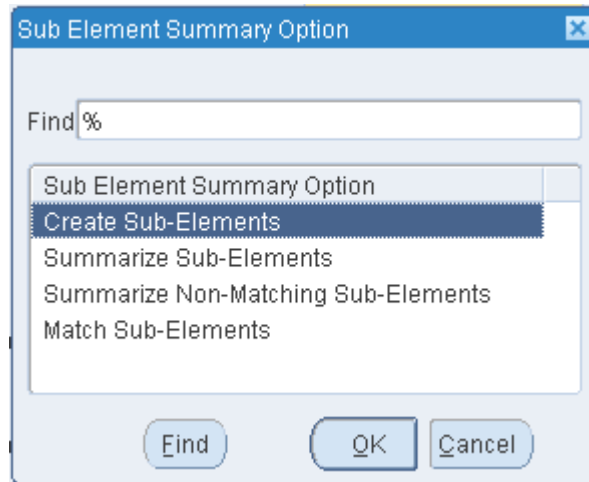 Sub Element Summary Option
Find %
Sub Element Summary Option
Create Sub-Elements
Summarize Sub-Elements
Summarize Non-Matching Sub-Elements
Match Sub-Elements
Find OK Cancel